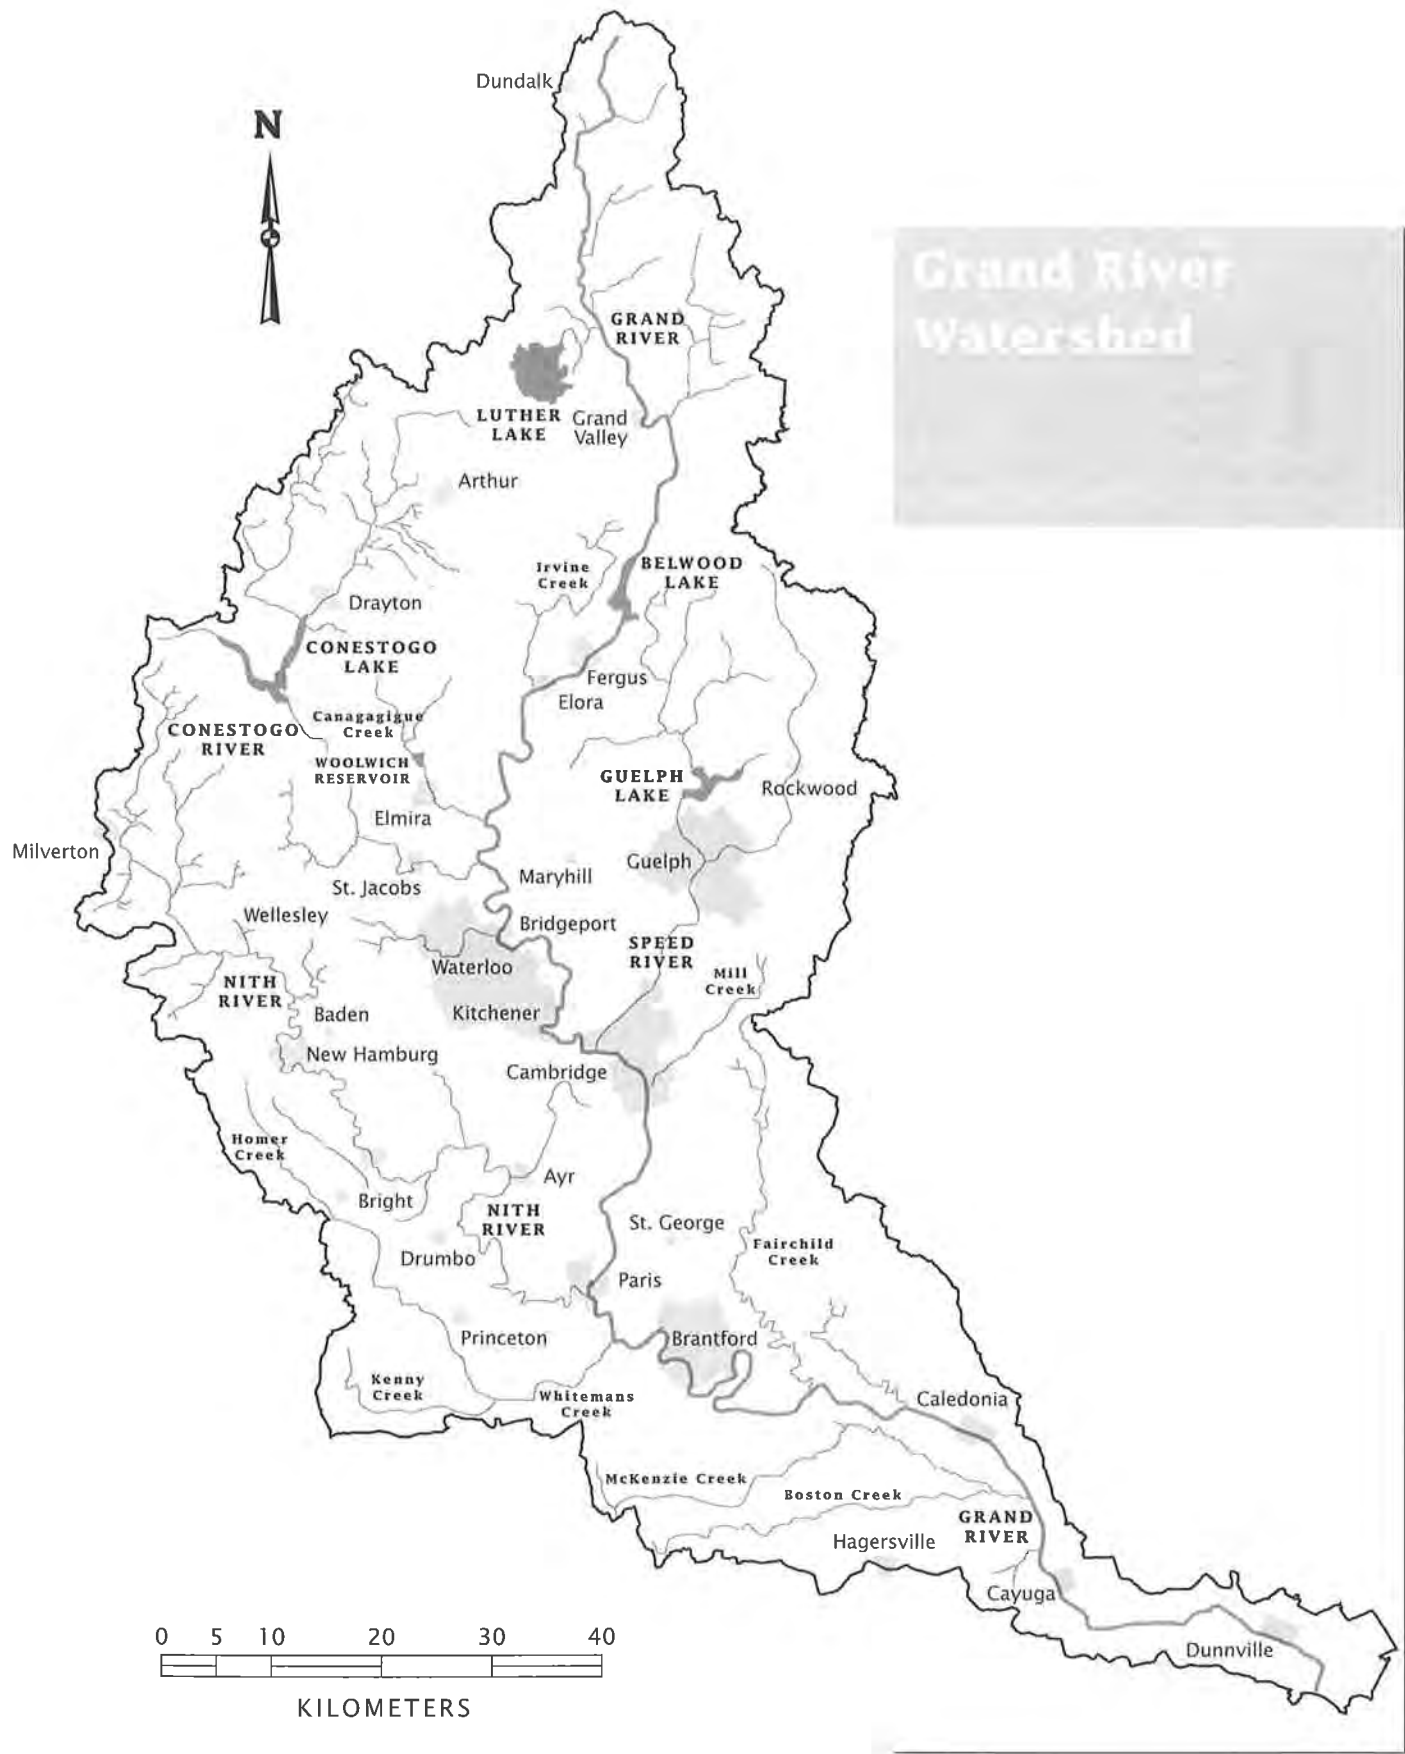 Dundalk
N
Grand River
Watershed
GRAND
RIVER
LUTHER
LAKE
Grand
Valley
Arthur
Irvine
Creek
BELWOOD
LAKE
Drayton
CONESTOGO
LAKE
Fergus
Elora
Canagagigue
Creek
CONESTOGO
RIVER
WOOLWICH
RESERVOIR
GUELPH
LAKE
Rockwood
Elmira
Milverton
Guelph
Maryhill
St. Jacobs
Wellesley
Bridgeport
SPEED
RIVER
Waterloo
Mill
Creek
NITH
RIVER
Baden
Kitchener
New Hamburg
Cambridge
Homer
Creek
Ayr
Bright
NITH
RIVER
St. George
Fairchild
Creek
Drumbo
Paris
Princeton
Brantford
Kenny
Creek
Whitemans
Creek
Caledonia
McKenzie Creek
Boston Creek
GRAND
RIVER
Hagersville
Cayuga
Dunnville
0 5 10 20 30 40
KILOMETERS